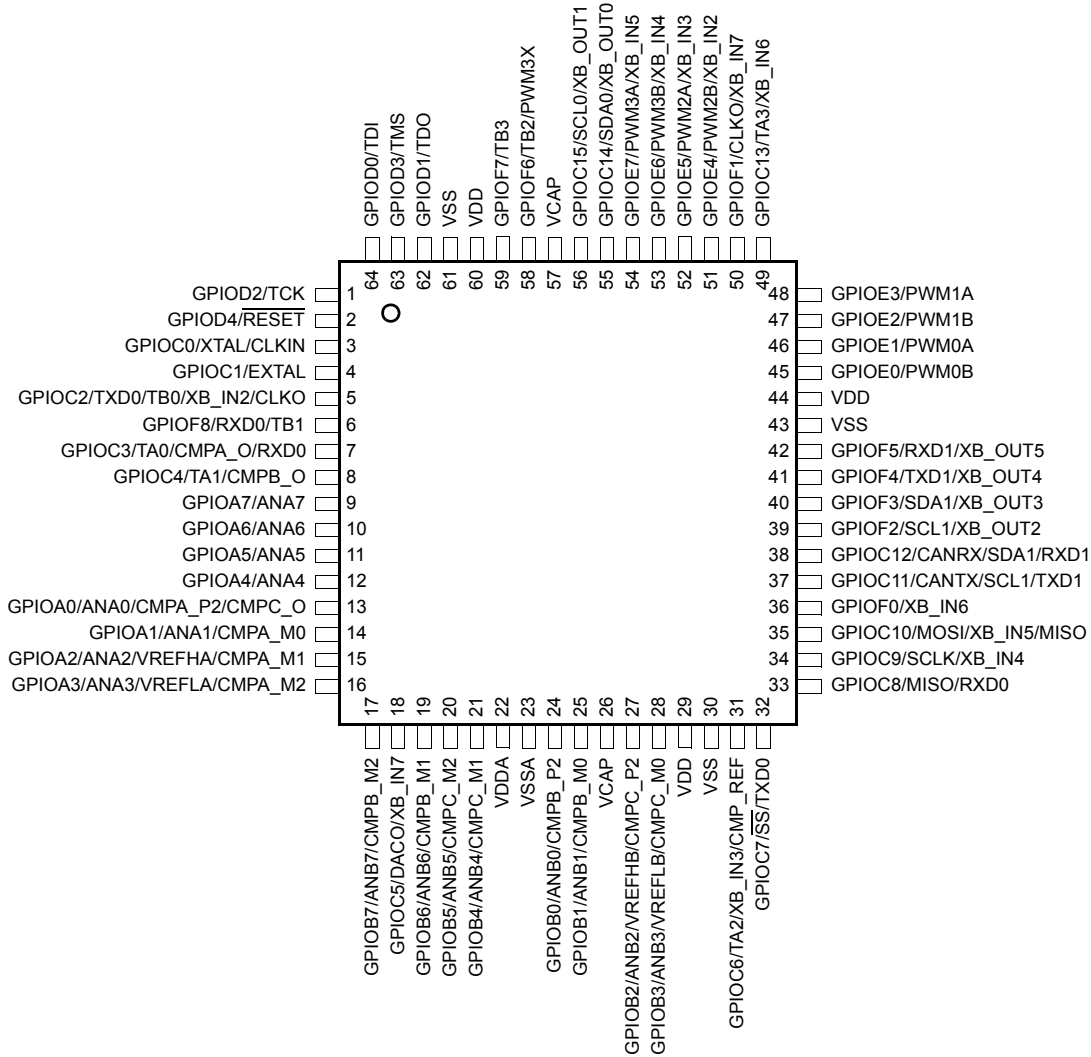 GPIOD0/TDI
GPIOD3/TMS
GPIOD1/TDO
VSS
VDD
GPIOF7/TB3
GPIOF6/TB2/PWM3X
VCAP
GPIOC15/SCL0/XB_OUT1
GPIOC14/SDA0/XB_OUT0
GPIOE7/PWM3A/XB_IN5
GPIOE6/PWM3B/XB_IN4
GPIOE5/PWM2A/XB_IN3
GPIOE4/PWM2B/XB_IN2
GPIOF1/CLKO/XB_IN7
GPIOC13/TA3/XB_IN6
64 63 62 61 60 59 58 57 56 55 54 53 52 51 50 49
GPIOD2/TCK 1
GPIOD4/RESET 2
GPIOC0/XTAL/CLKIN 3
GPIOC1/EXTAL 4
GPIOC2/TXD0/TB0/XB_IN2/CLKO 5
GPIOF8/RXD0/TB1 6
GPIOC3/TA0/CMPA_O/RXD0 7
GPIOC4/TA1/CMPB_O 8
GPIOA7/ANA7 9
GPIOA6/ANA6 10
GPIOA5/ANA5 11
GPIOA4/ANA4 12
GPIOA0/ANA0/CMPA_P2/CMPC_O 13
GPIOA1/ANA1/CMPA_M0 14
GPIOA2/ANA2/VREFHA/CMPA_M1 15
GPIOA3/ANA3/VREFLA/CMPA_M2 16
48 GPIOE3/PWM1A
47 GPIOE2/PWM1B
46 GPIOE1/PWM0A
45 GPIOE0/PWM0B
44 VDD
43 VSS
42 GPIOF5/RXD1/XB_OUT5
41 GPIOF4/TXD1/XB_OUT4
40 GPIOF3/SDA1/XB_OUT3
39 GPIOF2/SCL1/XB_OUT2
38 GPIOC12/CANRX/SDA1/RXD1
37 GPIOC11/CANTX/SCL1/TXD1
36 GPIOF0/XB_IN6
35 GPIOC10/MOSI/XB_IN5/MISO
34 GPIOC9/SCLK/XB_IN4
33 GPIOC8/MISO/RXD0
17 18 19 20 21 22 23 24 25 26 27 28 29 30 31 32
GPIOB7/ANB7/CMPB_M2
GPIOC5/DACO/XB_IN7
GPIOB6/ANB6/CMPB_M1
GPIOB5/ANB5/CMPC_M2
GPIOB4/ANB4/CMPC_M1
VDDA
VSSA
GPIOB0/ANB0/CMPB_P2
GPIOB1/ANB1/CMPB_M0
VCAP
GPIOB2/ANB2/VREFHB/CMPC_P2
GPIOB3/ANB3/VREFLB/CMPC_M0
VDD
VSS
GPIOC6/TA2/XB_IN3/CMP_REF
GPIOC7/SS/TXD0